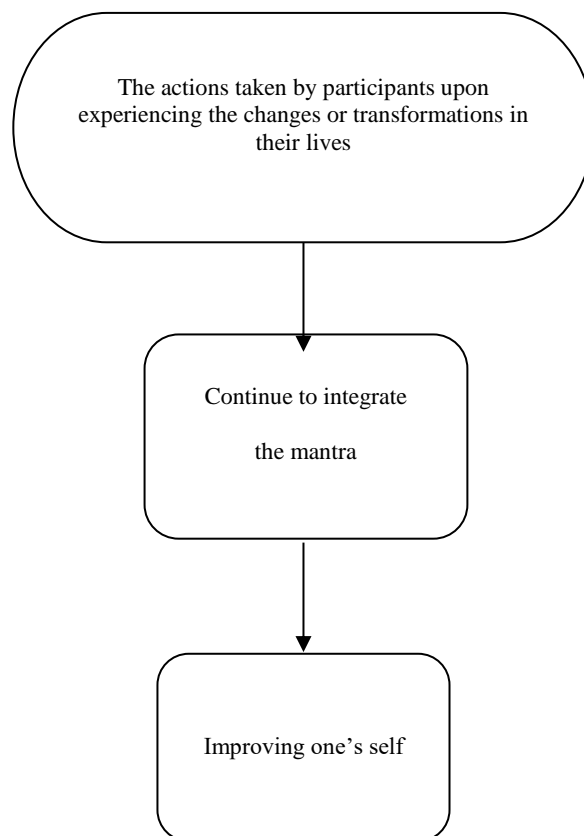 The actions taken by participants upon
experiencing the changes or transformations in
their lives
Continue to integrate
the mantra
Improving one’s self